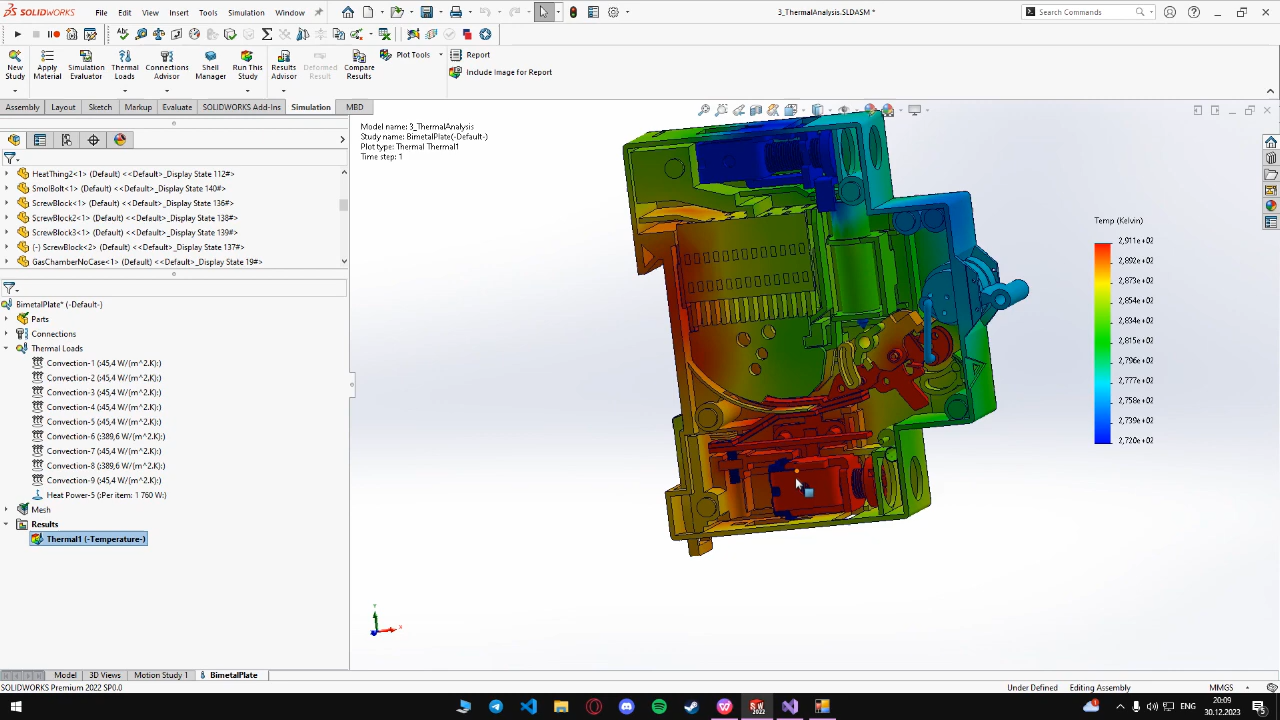 SOLIDWORKS File Edit View Insert Tools Simulation Window 3_ThermalAnalysis.SLDASM * Search Commands
New Study
Apply Material
Simulation Evaluator
Thermal Loads
Connections Advisor
Shell Manager
Run This Study
Results Advisor
Deformed Result
Compare Results
Plot Tools
Report
Include Image for Report
Assembly Layout Sketch Markup Evaluate SOLIDWORKS Add-Ins Simulation MBD
HeatThing2<1> (Default) <<Default>_Display State 112#>
SmolBolt<1> (Default) <<Default>_Display State 140#>
ScrewBlock<1> (Default) <<Default>_Display State 136#>
ScrewBlock2<1> (Default) <<Default>_Display State 138#>
ScrewBlock3<1> (Default) <<Default>_Display State 139#>
(-) ScrewBlock<2> (Default) <<Default>_Display State 137#>
GasChamberNoCase<1> (Default) <<Default>_Display State 19#>
BimetalPlate* (-Default-)
Parts
Connections
Thermal Loads
Convection-1 (:45,4 W/(m^2.K):)
Convection-2 (:45,4 W/(m^2.K):)
Convection-3 (:45,4 W/(m^2.K):)
Convection-4 (:45,4 W/(m^2.K):)
Convection-5 (:45,4 W/(m^2.K):)
Convection-6 (:389,6 W/(m^2.K):)
Convection-7 (:45,4 W/(m^2.K):)
Convection-8 (:389,6 W/(m^2.K):)
Convection-9 (:45,4 W/(m^2.K):)
Heat Power-5 (:Per item: 1 760 W:)
Mesh
Results
Thermal1 (-Temperature-)
Model name: 3_ThermalAnalysis
Study name: BimetalPlate(-Default-)
Plot type: Thermal Thermal1
Time step: 1
Temp (Kelvin)
2,911e+02
2,892e+02
2,873e+02
2,854e+02
2,834e+02
2,815e+02
2,796e+02
2,777e+02
2,758e+02
2,739e+02
2,720e+02
Y
X
Model 3D Views Motion Study 1 BimetalPlate
SOLIDWORKS Premium 2022 SP0.0 Under Defined Editing Assembly MMGS
SW 2022
1
ENG
20:09
30.12.2023